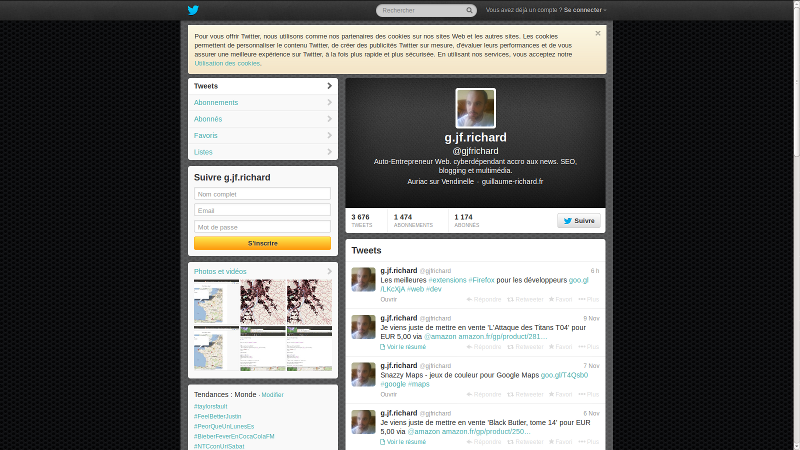 Rechercher
Vous avez déjà un compte ? Se connecter
Pour vous offrir Twitter, nous utilisons comme nos partenaires des cookies sur nos sites Web et les autres sites. Les cookies
permettent de personnaliser le contenu Twitter, de créer des publicités Twitter sur mesure, d'évaluer leurs performances et de vous
assurer une meilleure expérience sur Twitter, à la fois plus rapide et plus sécurisée. En utilisant nos services, vous acceptez notre
Utilisation des cookies.
Tweets
Abonnements
Abonnés
Favoris
Listes
Suivre g.jf.richard
Nom complet
Email
Mot de passe
S'inscrire
Photos et vidéos
Tendances : Monde · Modifier
#taylorsfault
#FeelBetterJustin
#PeorQueUnLunesEs
#BieberFeverEnCocaColaFM
#NTCconUrlSabat
g.jf.richard
@gjfrichard
Auto-Entrepreneur Web. cyberdépendant accro aux news. SEO,
blogging et multimédia.
Auriac sur Vendinelle · guillaume-richard.fr
3 676 TWEETS
1 474 ABONNEMENTS
1 174 ABONNÉS
Suivre
Tweets
g.jf.richard @gjfrichard 6 h
Les meilleures #extensions #Firefox pour les développeurs goo.gl
/LKcXjA #web #dev
Ouvrir Répondre Retweeter Favori Plus
g.jf.richard @gjfrichard 9 Nov
Je viens juste de mettre en vente 'L'Attaque des Titans T04' pour
EUR 5,00 via @amazon amazon.fr/gp/product/281…
Voir le résumé Répondre Retweeter Favori Plus
g.jf.richard @gjfrichard 7 Nov
Snazzy Maps - jeux de couleur pour Google Maps goo.gl/T4Qsb0
#google #maps
Ouvrir Répondre Retweeter Favori Plus
g.jf.richard @gjfrichard 6 Nov
Je viens juste de mettre en vente 'Black Butler, tome 14' pour EUR
5,00 via @amazon amazon.fr/gp/product/250…
Voir le résumé Répondre Retweeter Favori Plus